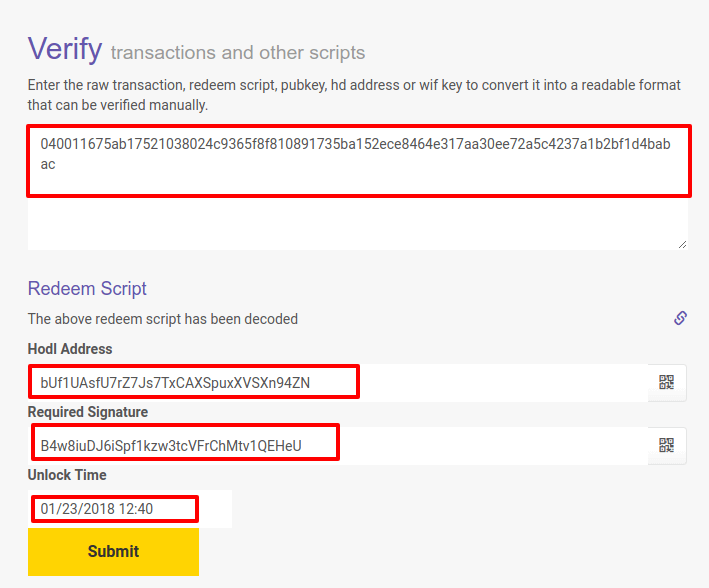 Verify transactions and other scripts
Enter the raw transaction, redeem script, pubkey, hd address or wif key to convert it into a readable format
that can be verified manually.
040011675ab17521038024c9365f8f810891735ba152ece8464e317aa30ee72a5c4237a1b2bf1d4bab
ac
Redeem Script
The above redeem script has been decoded
Hodl Address
bUf1UAsfU7rZ7Js7TxCAXSpuxXVSXn94ZN
Required Signature
B4w8iuDJ6iSpf1kzw3tcVFrChMtv1QEHeU
Unlock Time
01/23/2018 12:40
Submit